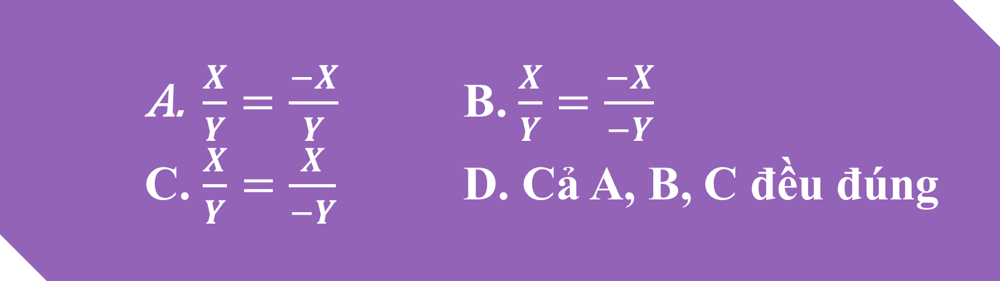 A. X/Y = -X/Y B. X/Y = -X/-Y
C. X/Y = X/-Y D. Cả A, B, C đều đúng